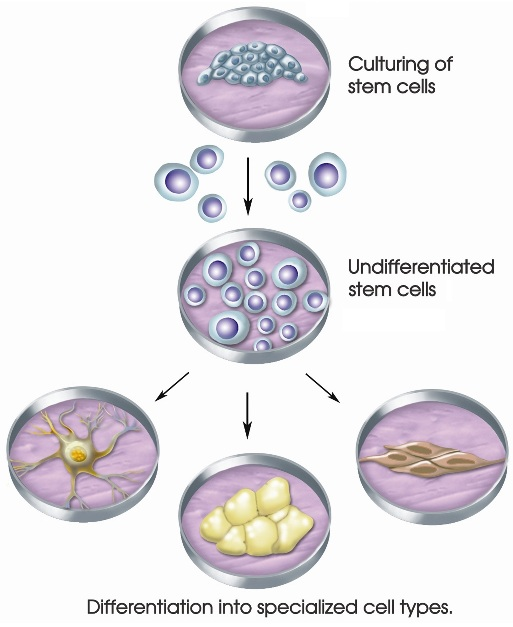 Culturing of
stem cells
Undifferentiated
stem cells
Differentiation into specialized cell types.